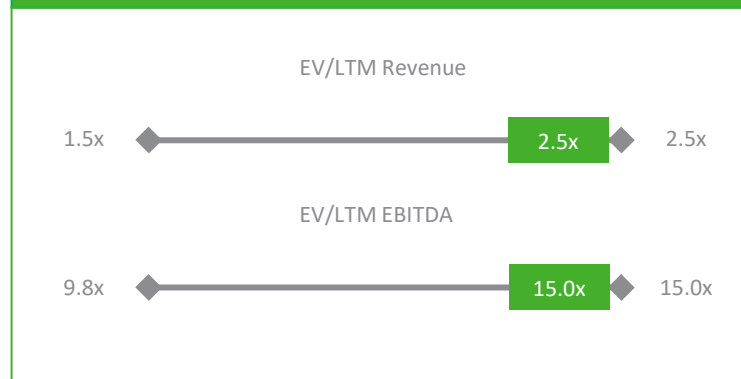 EV/LTM Revenue
1.5x 2.5x 2.5x
EV/LTM EBITDA
9.8x 15.0x 15.0x